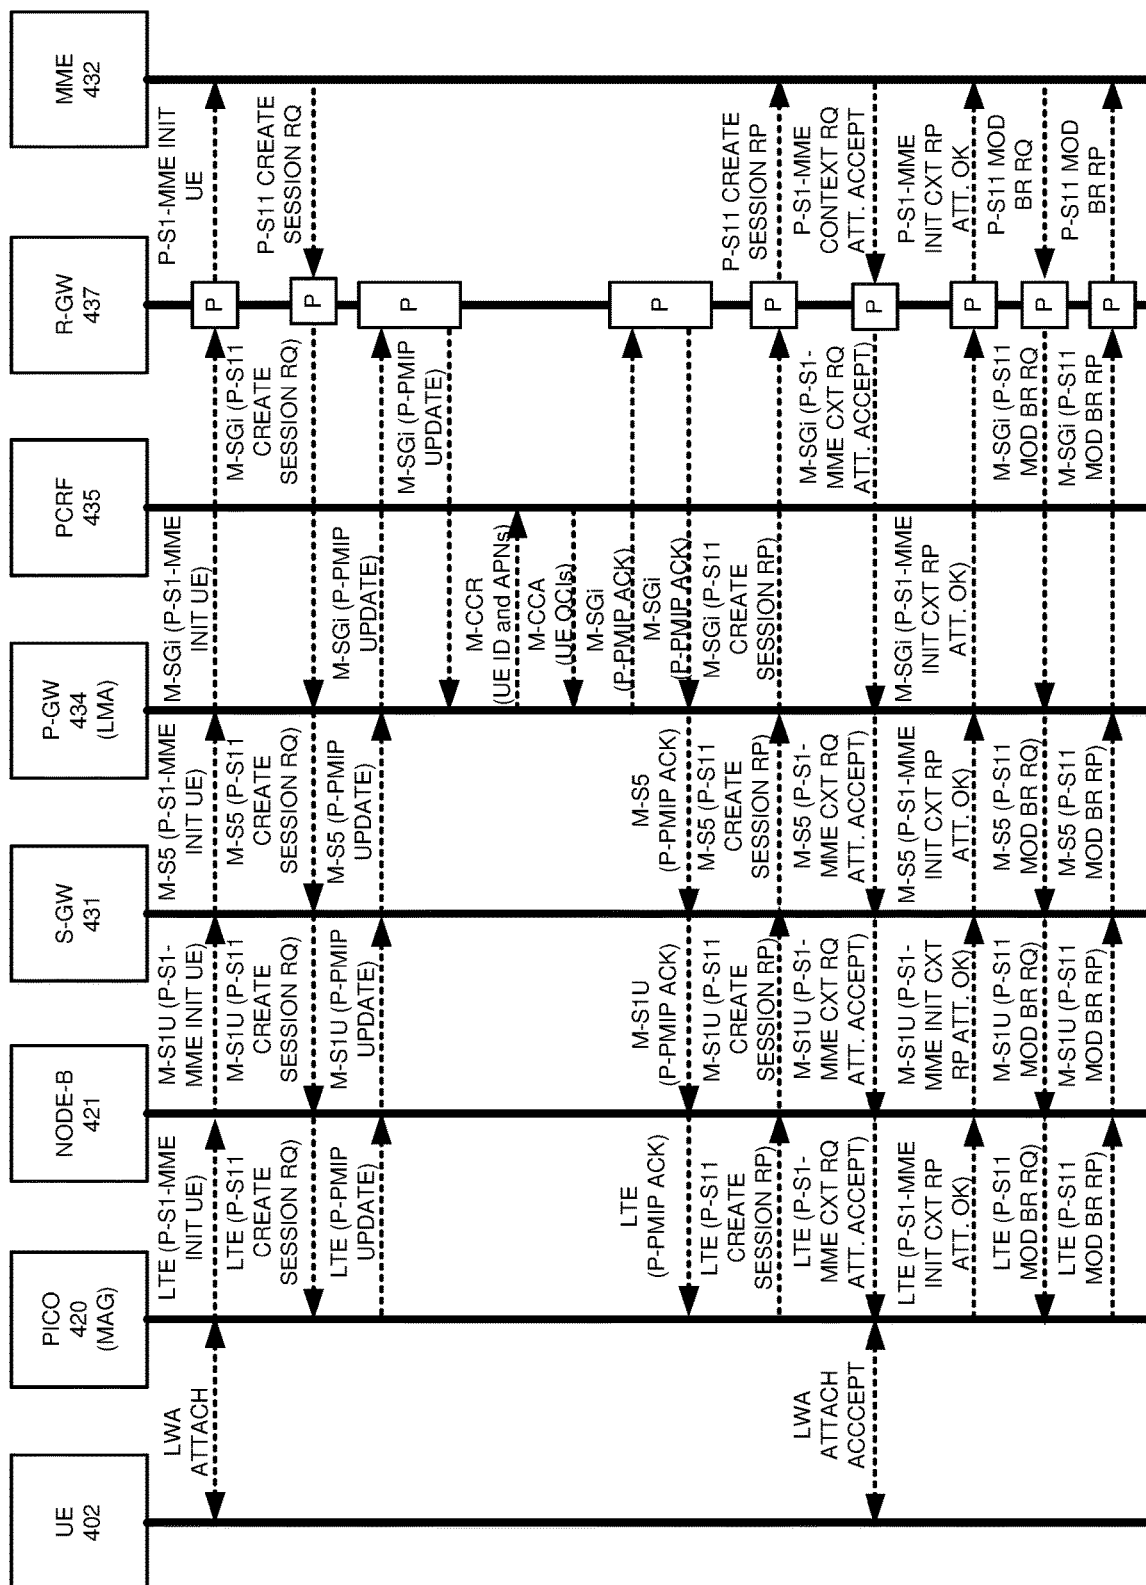 UE
402
PICO
420
(MAG)
NODE-B
421
S-GW
431
P-GW
434
(LMA)
PCRF
435
R-GW
437
MME
432
LWA
ATTACH
LTE (P-S1-MME
INIT UE)
M-S1U (P-S1-
MME INIT UE)
M-S5 (P-S1-MME
INIT UE)
M-SGi (P-S1-MME
INIT UE)
P
P-S1-MME INIT
UE
LTE (P-S11
CREATE
SESSION RQ)
M-S1U (P-S11
CREATE
SESSION RQ)
M-S5 (P-S11
CREATE
SESSION RQ)
M-SGi (P-S11
CREATE
SESSION RQ)
P
P-S11 CREATE
SESSION RQ
LTE (P-PMIP
UPDATE)
M-S1U (P-PMIP
UPDATE)
M-S5 (P-PMIP
UPDATE)
M-SGi (P-PMIP
UPDATE)
P
M-SGi (P-PMIP
UPDATE)
M-CCR
(UE ID and APNs)
M-CCA
(UE QCIs)
M-SGi
(P-PMIP ACK)
P
LTE
(P-PMIP ACK)
M-S1U
(P-PMIP ACK)
M-S5
(P-PMIP ACK)
M-SGi
(P-PMIP ACK)
LTE (P-S11
CREATE
SESSION RP)
M-S1U (P-S11
CREATE
SESSION RP)
M-S5 (P-S11
CREATE
SESSION RP)
M-SGi (P-S11
CREATE
SESSION RP)
P
P-S11 CREATE
SESSION RP
LWA
ATTACH
ACCCEPT
LTE (P-S1-
MME CXT RQ
ATT. ACCEPT)
M-S1U (P-S1-
MME CXT RQ
ATT. ACCEPT)
M-S5 (P-S1-
MME CXT RQ
ATT. ACCEPT)
M-SGi (P-S1-
MME CXT RQ
ATT. ACCEPT)
P
P-S1-MME
CONTEXT RQ
ATT. ACCEPT
LTE (P-S1-MME
INIT CXT RP
ATT. OK)
M-S1U (P-S1-
MME INIT CXT
RP ATT. OK)
M-S5 (P-S1-MME
INIT CXT RP
ATT. OK)
M-SGi (P-S1-MME
INIT CXT RP
ATT. OK)
P
P-S1-MME
INIT CXT RP
ATT. OK
LTE (P-S11
MOD BR RQ)
M-S1U (P-S11
MOD BR RQ)
M-S5 (P-S11
MOD BR RQ)
M-SGi (P-S11
MOD BR RQ
P
P-S11 MOD
BR RQ
LTE (P-S11
MOD BR RP)
M-S1U (P-S11
MOD BR RP)
M-S5 (P-S11
MOD BR RP)
M-SGi (P-S11
MOD BR RP
P
P-S11 MOD
BR RP